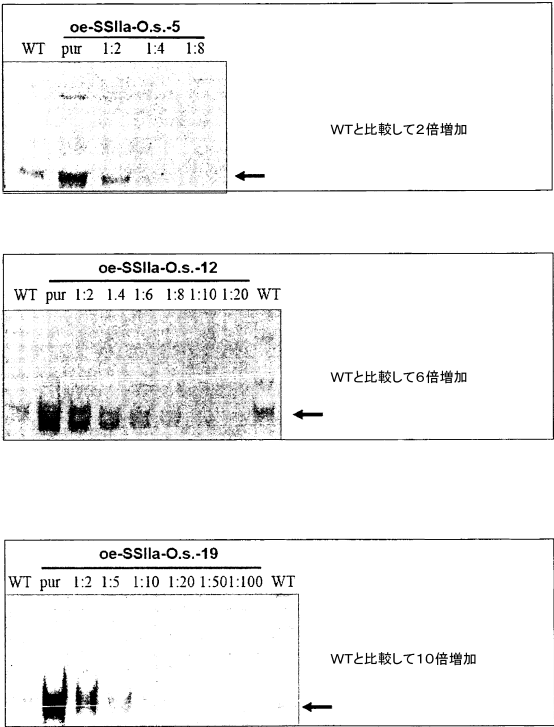 oe-SSIIa-O.s.-5
WT pur 1:2 1:4 1:8
WTと比較して2倍増加
oe-SSIIa-O.s.-12
WT pur 1:2 1.4 1:6 1:8 1:10 1:20 WT
WTと比較して6倍増加
oe-SSIIa-O.s.-19
WT pur 1:2 1:5 1:10 1:20 1:50 1:100 WT
WTと比較して10倍増加